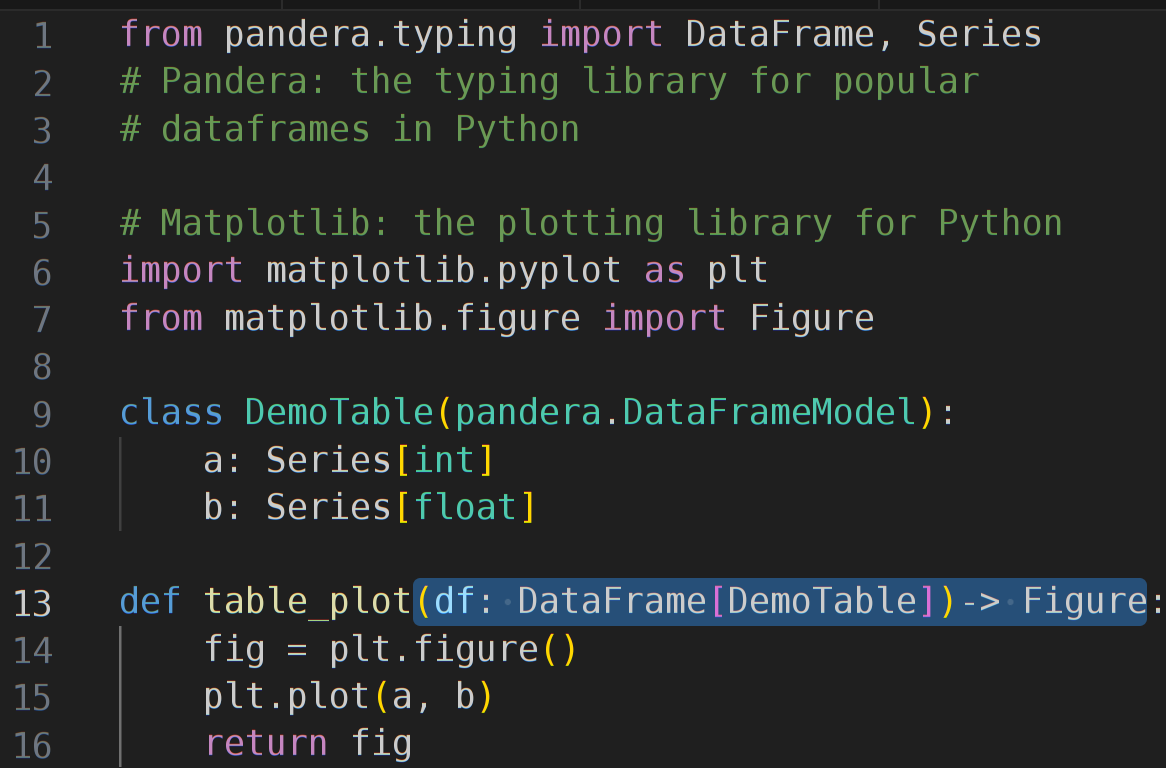 1 from pandera.typing import DataFrame, Series
2 # Pandera: the typing library for popular
3 # dataframes in Python
4
5 # Matplotlib: the plotting library for Python
6 import matplotlib.pyplot as plt
7 from matplotlib.figure import Figure
8
9 class DemoTable(pandera.DataFrameModel):
10     a: Series[int]
11     b: Series[float]
12
13 def table_plot(df: DataFrame[DemoTable])-> Figure:
14     fig = plt.figure()
15     plt.plot(a, b)
16     return fig